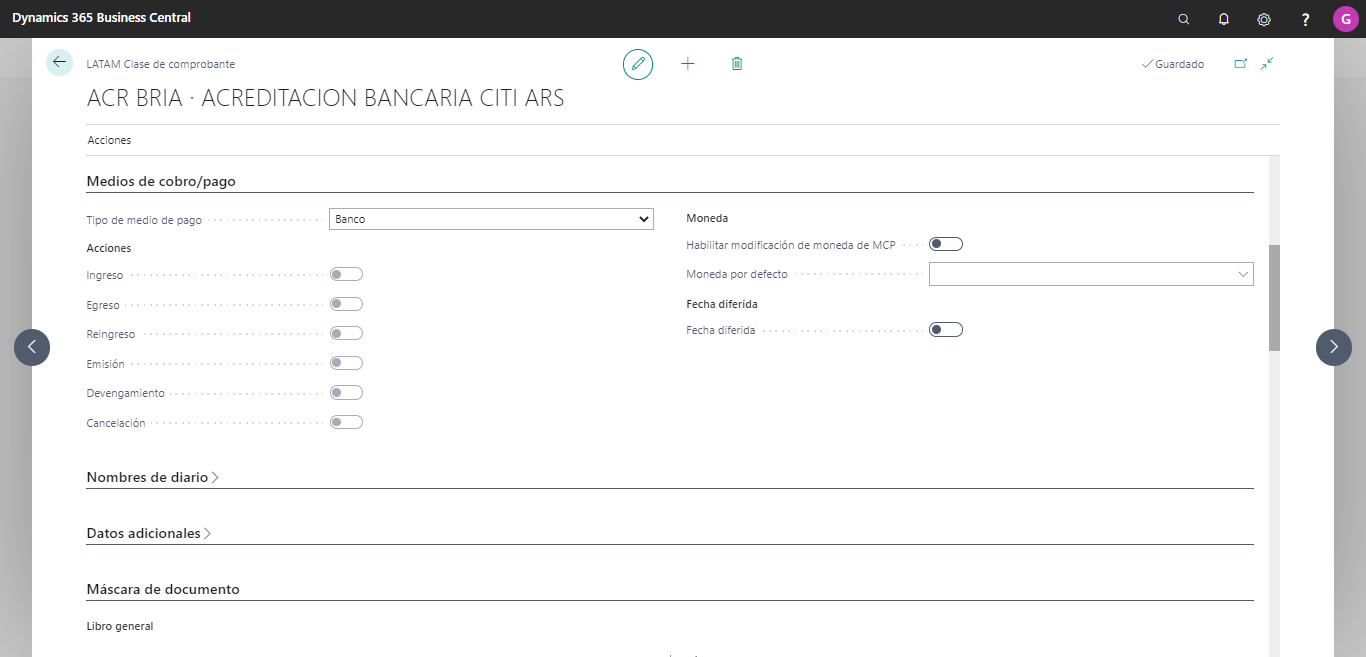 Dynamics 365 Business Central
?
G
LATAM Clase de comprobante
Guardado
ACR BRIA · ACREDITACION BANCARIA CITI ARS
Acciones
Medios de cobro/pago
Tipo de medio de pago
Banco
Acciones
Ingreso
Egreso
Reingreso
Emisión
Devengamiento
Cancelación
Moneda
Habilitar modificación de moneda de MCP
Moneda por defecto
Fecha diferida
Fecha diferida
Nombres de diario
Datos adicionales
Máscara de documento
Libro general